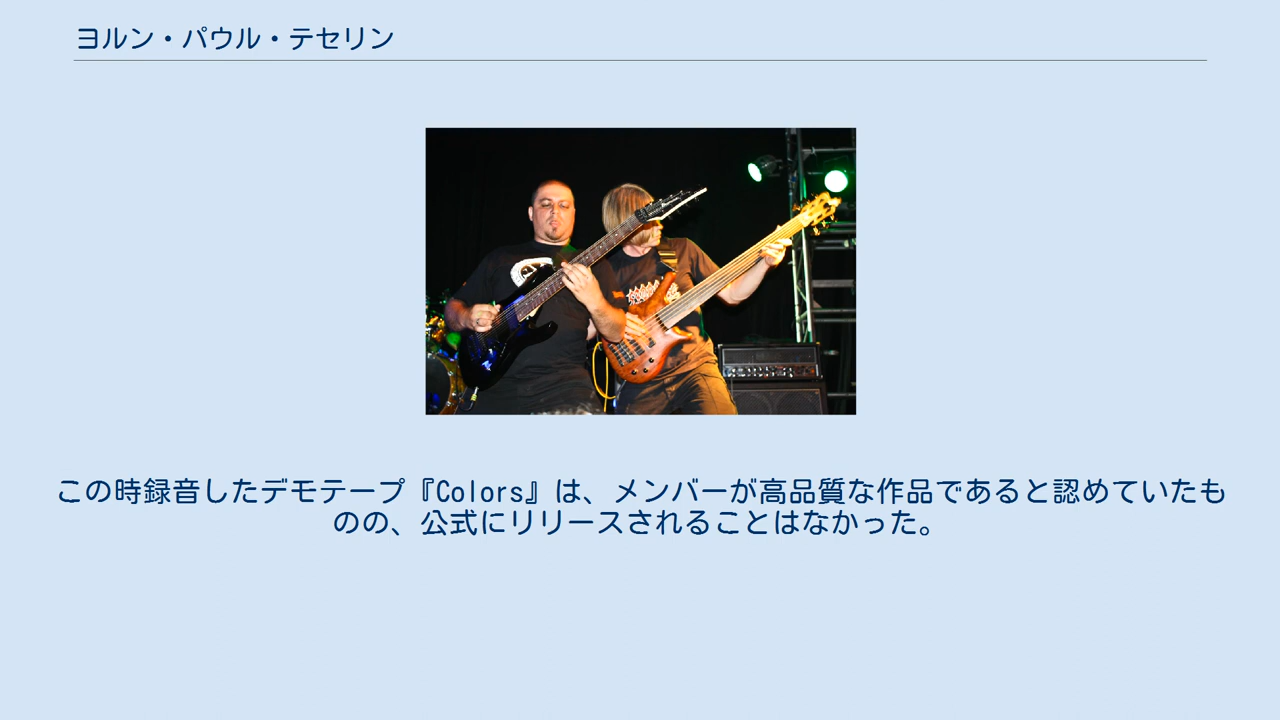 ヨルン・パウル・テセリン
この時録音したデモテープ『Colors』は、メンバーが高品質な作品であると認めていたも
のの、公式にリリースされることはなかった。